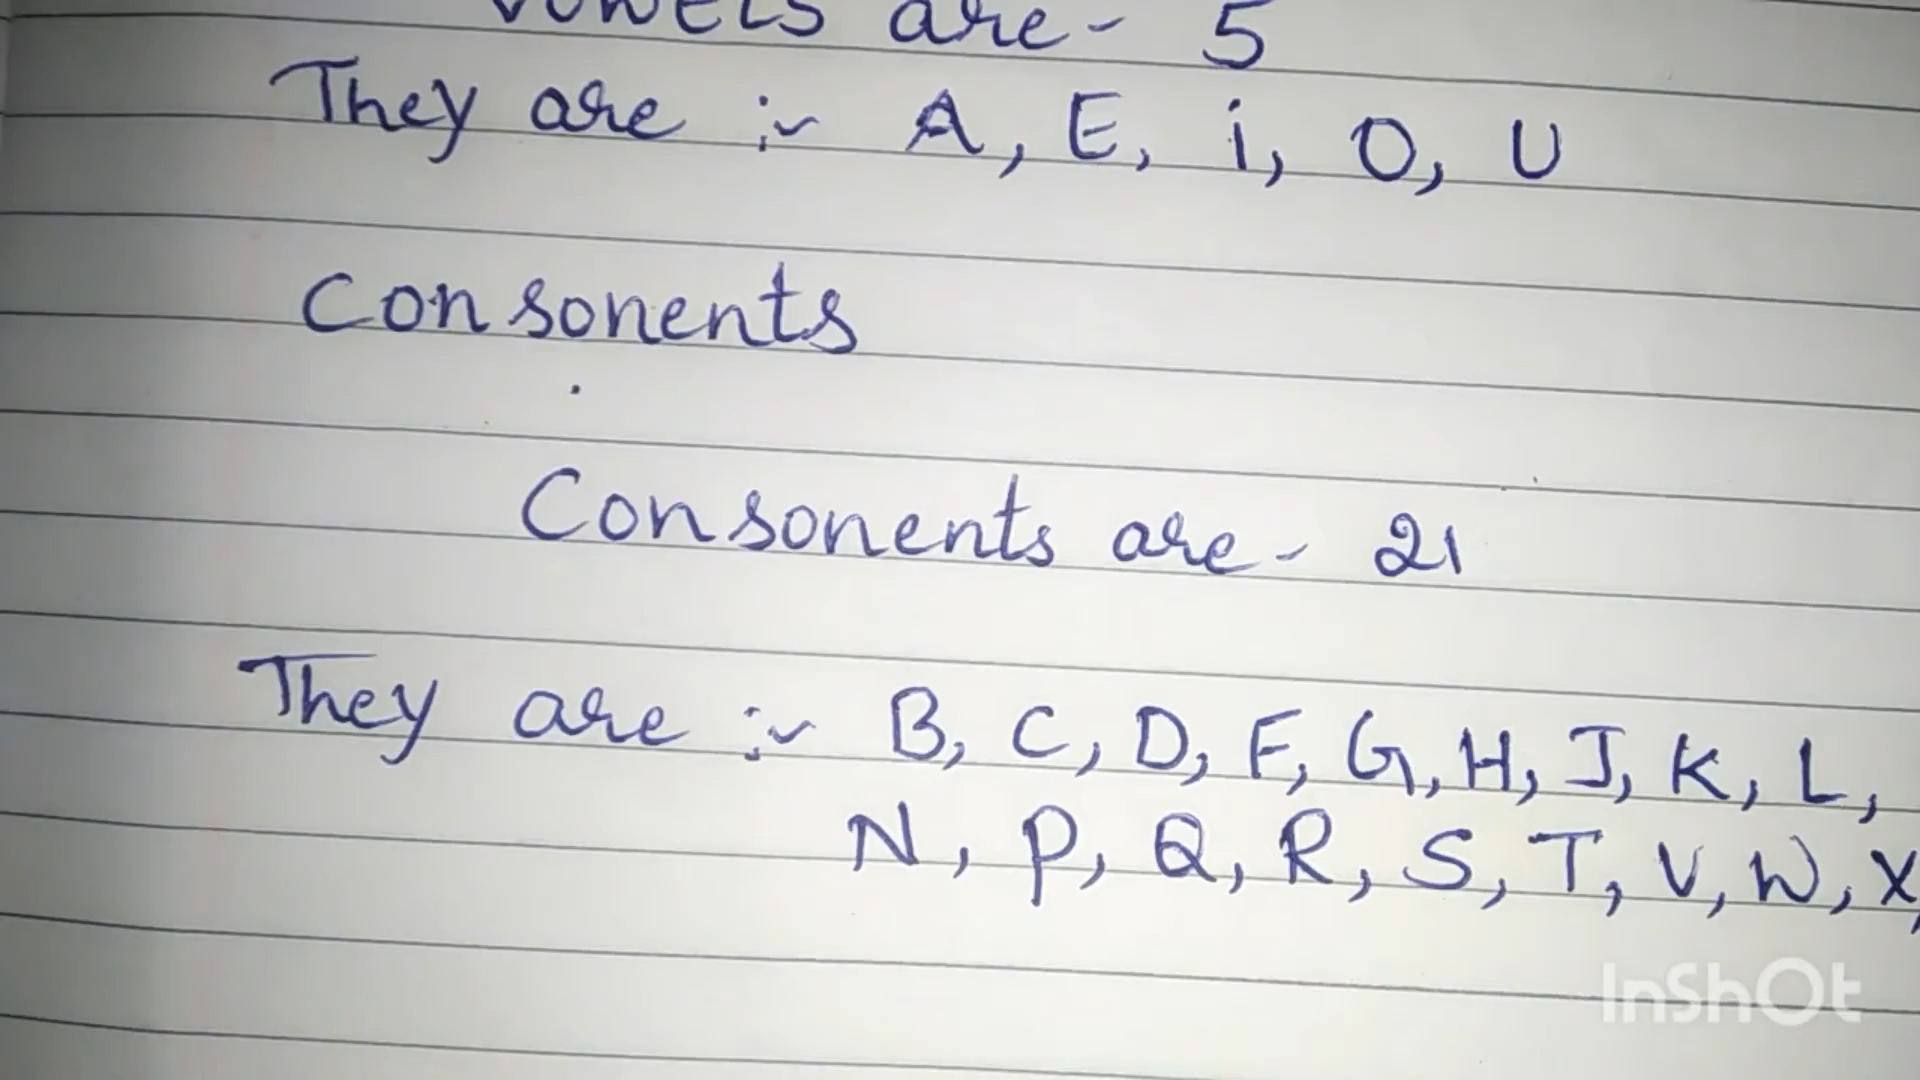 Vowels are - 5
They are :- A, E, i, O, U
Consonents
Consonents are - 21
They are :- B, C, D, F, G, H, J, K, L,
N, P, Q, R, S, T, V, W, X,
InShOt